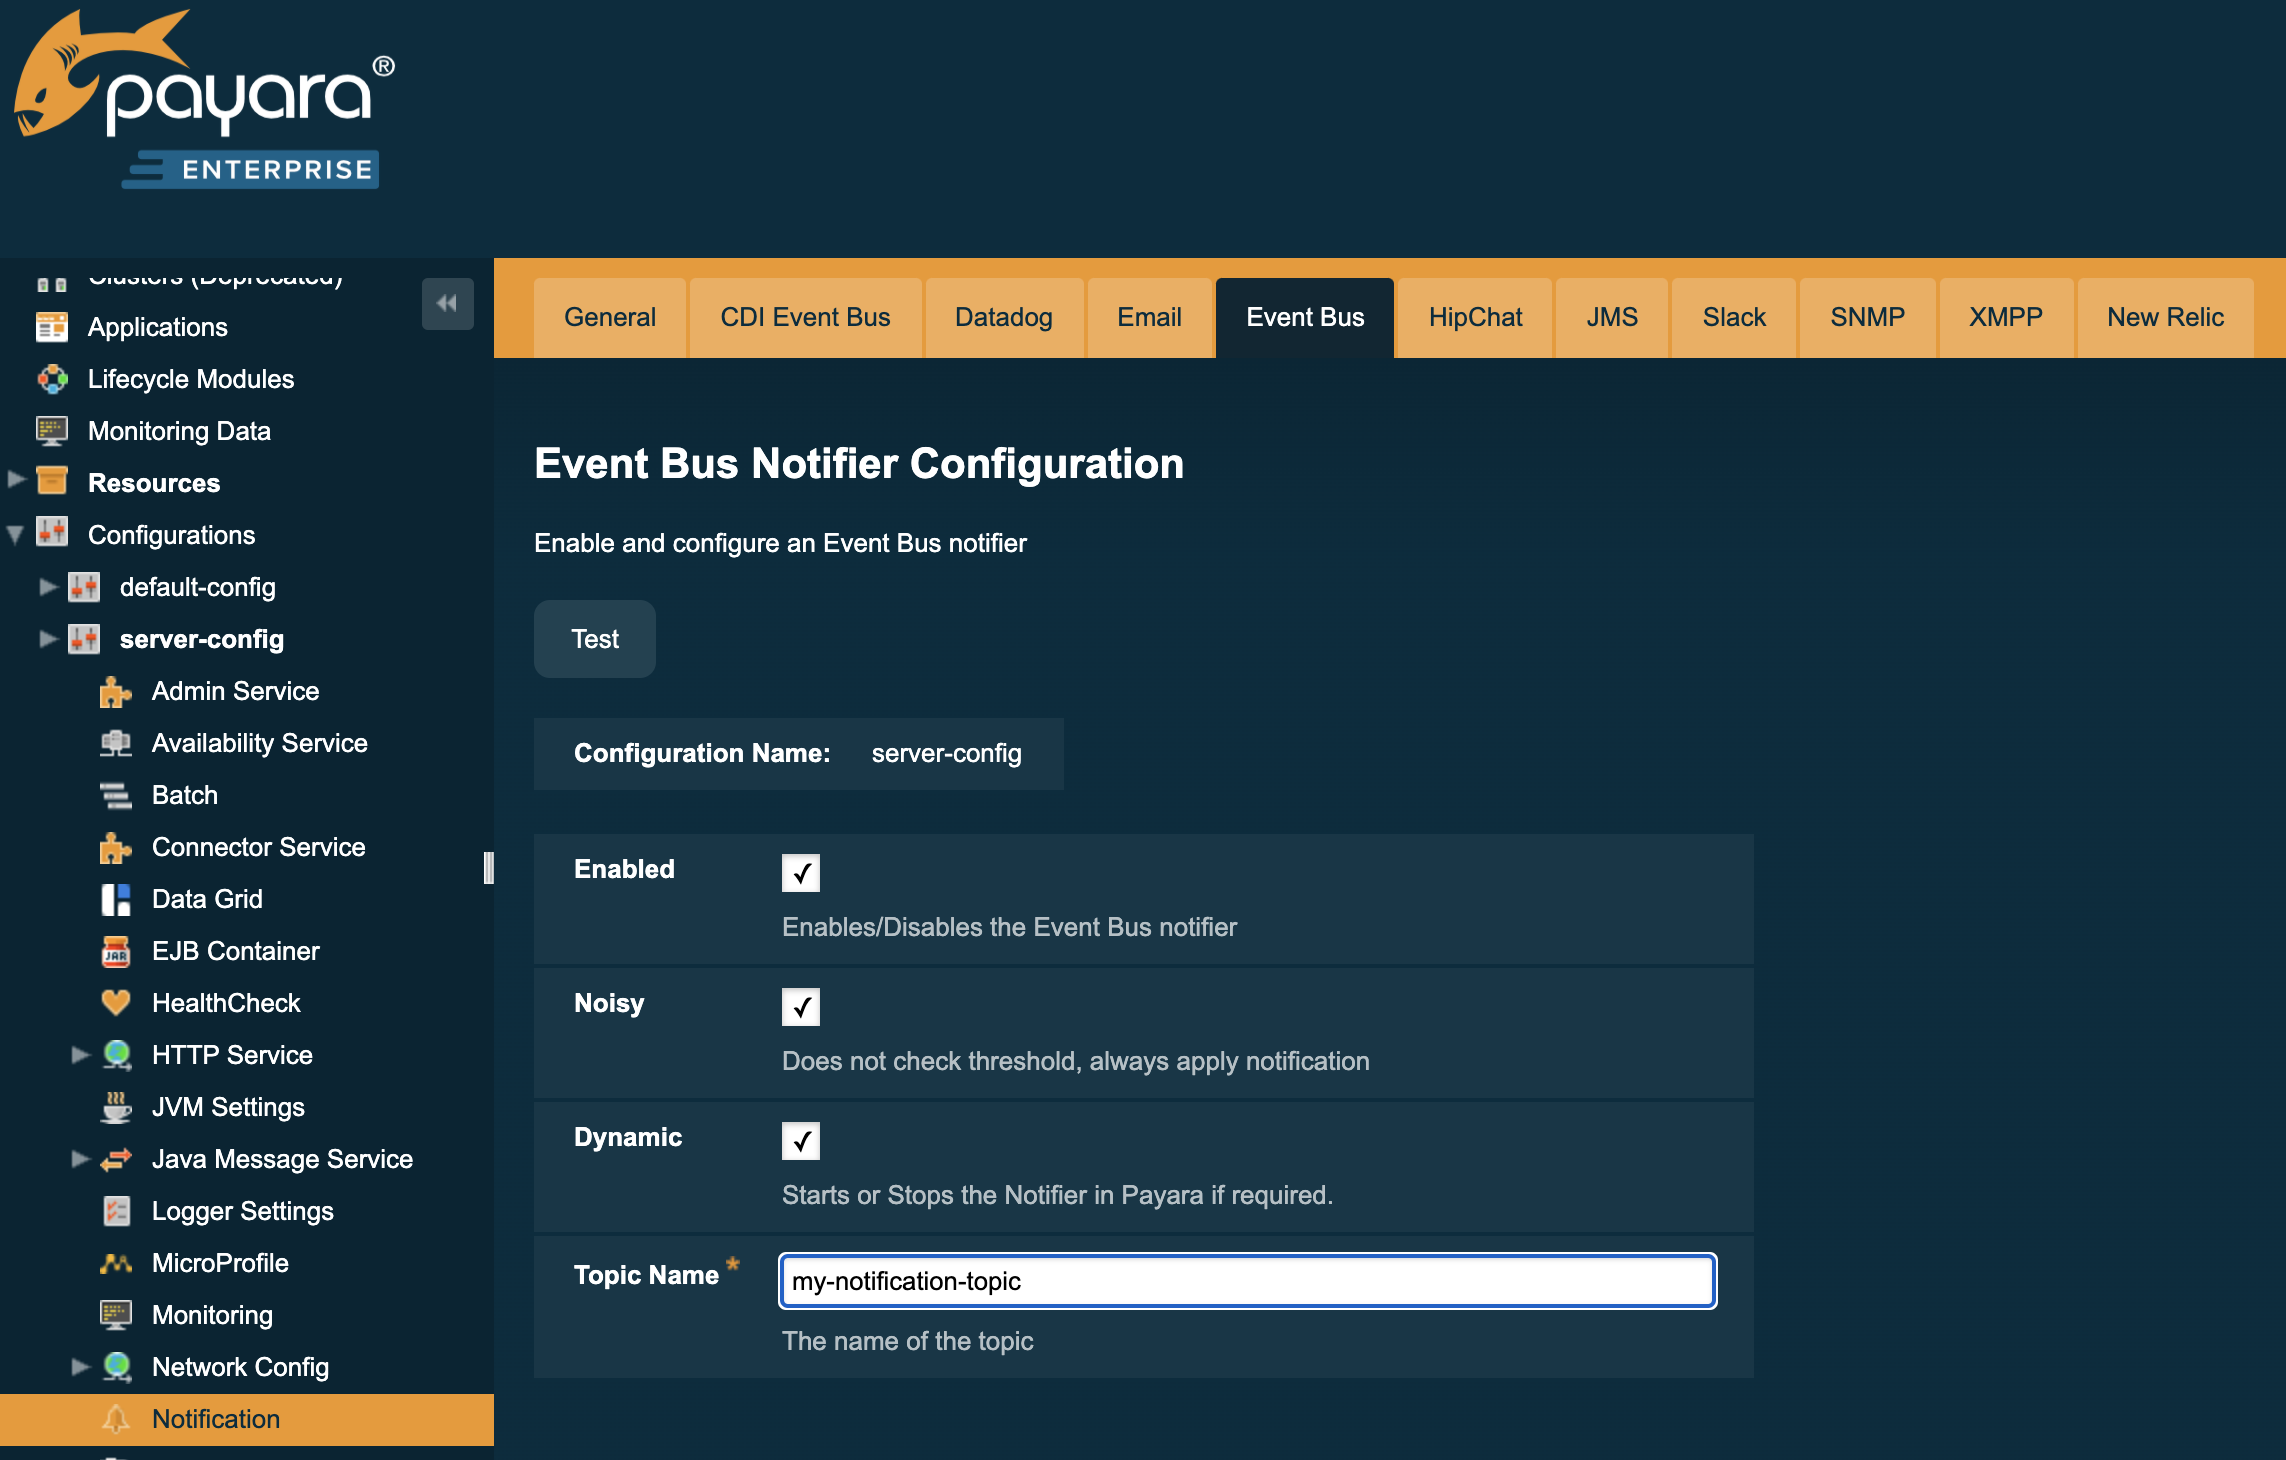 payara®
ENTERPRISE
Clusters (Deprecated)
Applications
Lifecycle Modules
Monitoring Data
Resources
Configurations
default-config
server-config
Admin Service
Availability Service
Batch
Connector Service
Data Grid
JAR
EJB Container
HealthCheck
HTTP Service
JVM Settings
Java Message Service
Logger Settings
MicroProfile
Monitoring
Network Config
Notification
General
CDI Event Bus
Datadog
Email
Event Bus
HipChat
JMS
Slack
SNMP
XMPP
New Relic
Event Bus Notifier Configuration
Enable and configure an Event Bus notifier
Test
Configuration Name: server-config
Enabled
Enables/Disables the Event Bus notifier
Noisy
Does not check threshold, always apply notification
Dynamic
Starts or Stops the Notifier in Payara if required.
Topic Name *
my-notification-topic
The name of the topic